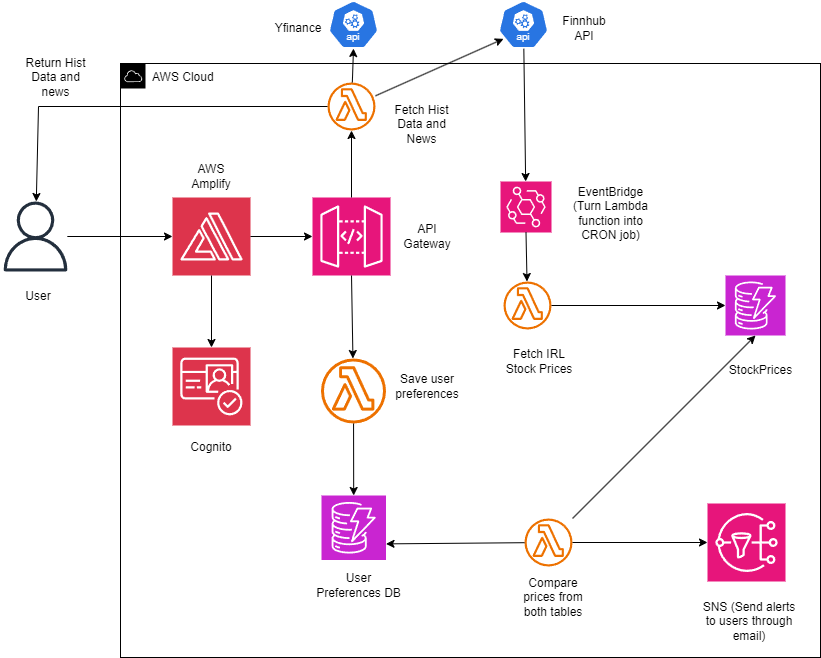 Yfinance
api
Finnhub
API
api
Return Hist
Data and
news
AWS Cloud
Fetch Hist
Data and
News
AWS
Amplify
EventBridge
(Turn Lambda
function into
CRON job)
API
Gateway
User
Fetch IRL
Stock Prices
StockPrices
Save user
preferences
Cognito
User
Preferences DB
Compare
prices from
both tables
SNS (Send alerts
to users through
email)